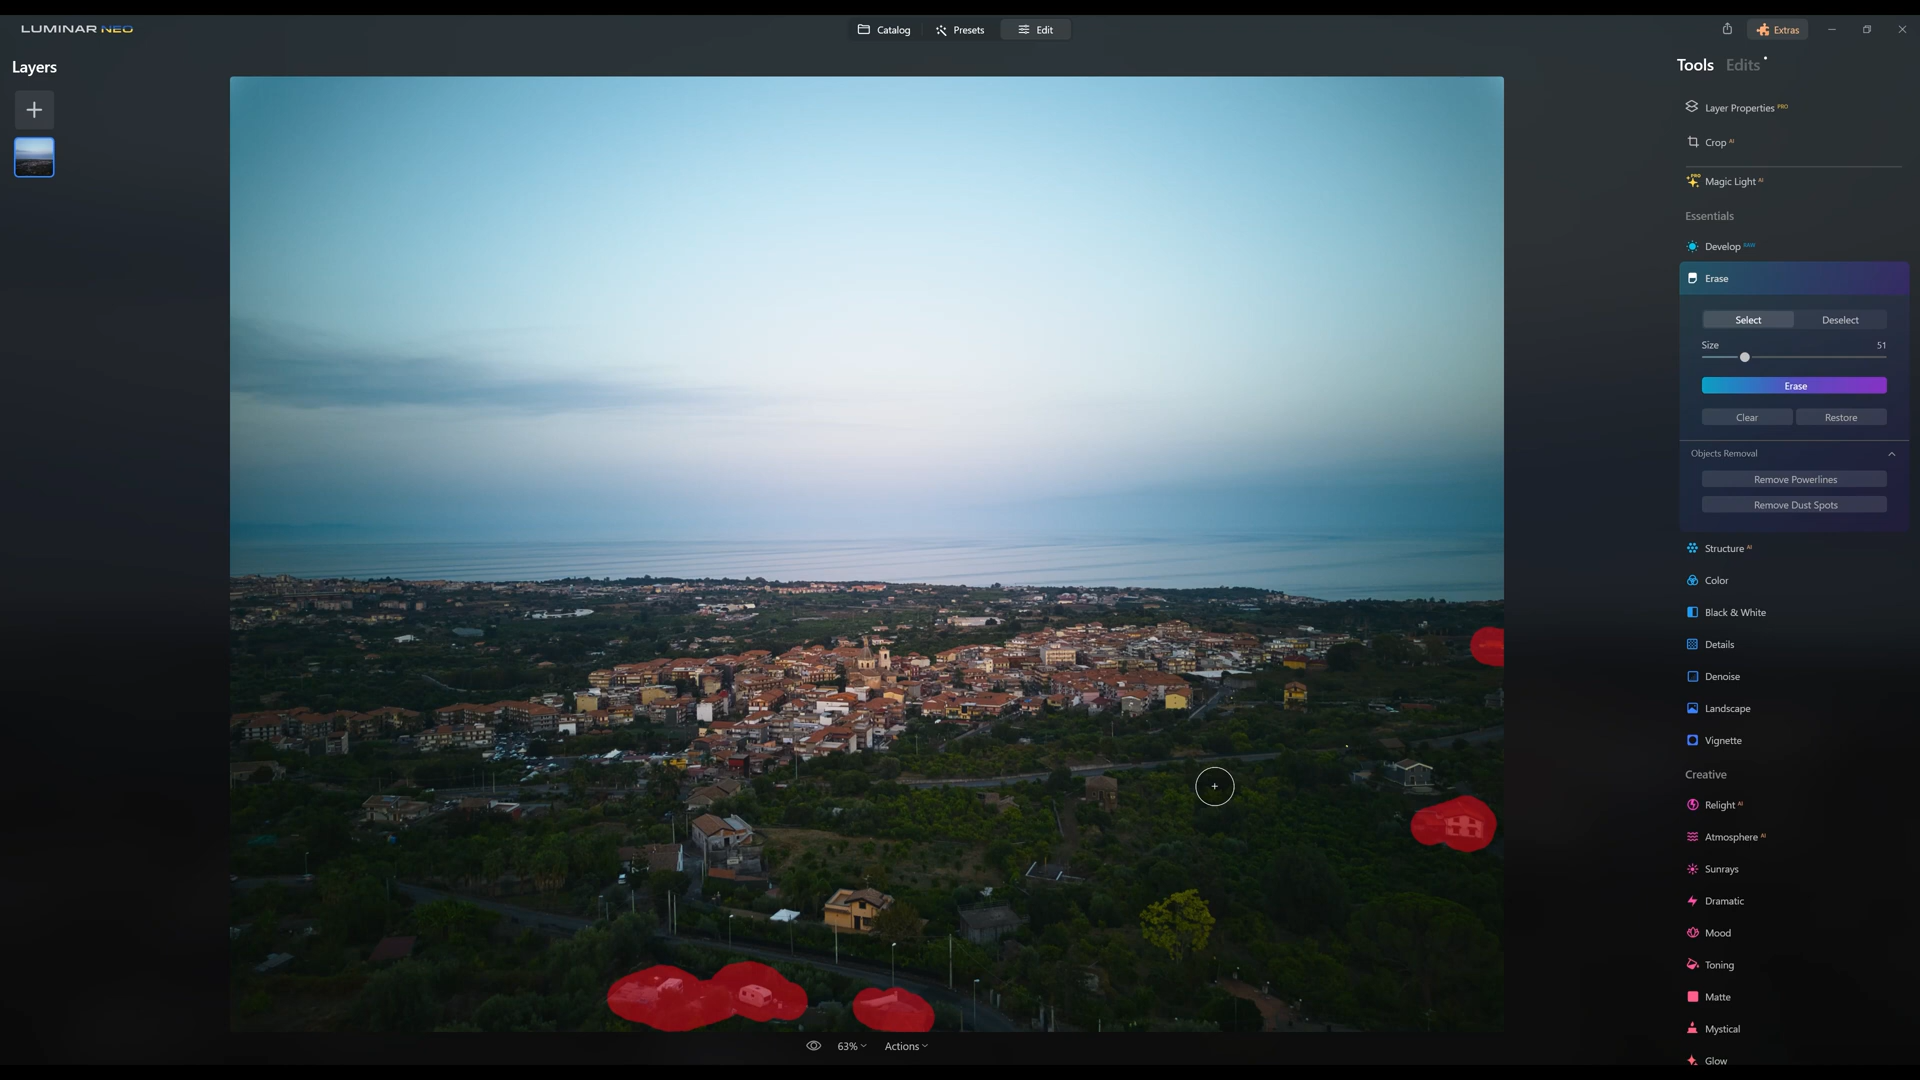 LUMINAR NEO
Catalog
Presets
Edit
Extras
Layers
Tools
Edits
Layer Properties PRO
Crop AI
PRO
Magic Light AI
Essentials
Develop RAW
Erase
Select
Deselect
Size
51
Erase
Clear
Restore
Objects Removal
Remove Powerlines
Remove Dust Spots
Structure AI
Color
Black & White
Details
Denoise
Landscape
Vignette
Creative
Relight AI
Atmosphere AI
Sunrays
Dramatic
Mood
Toning
Matte
Mystical
Glow
63%
Actions